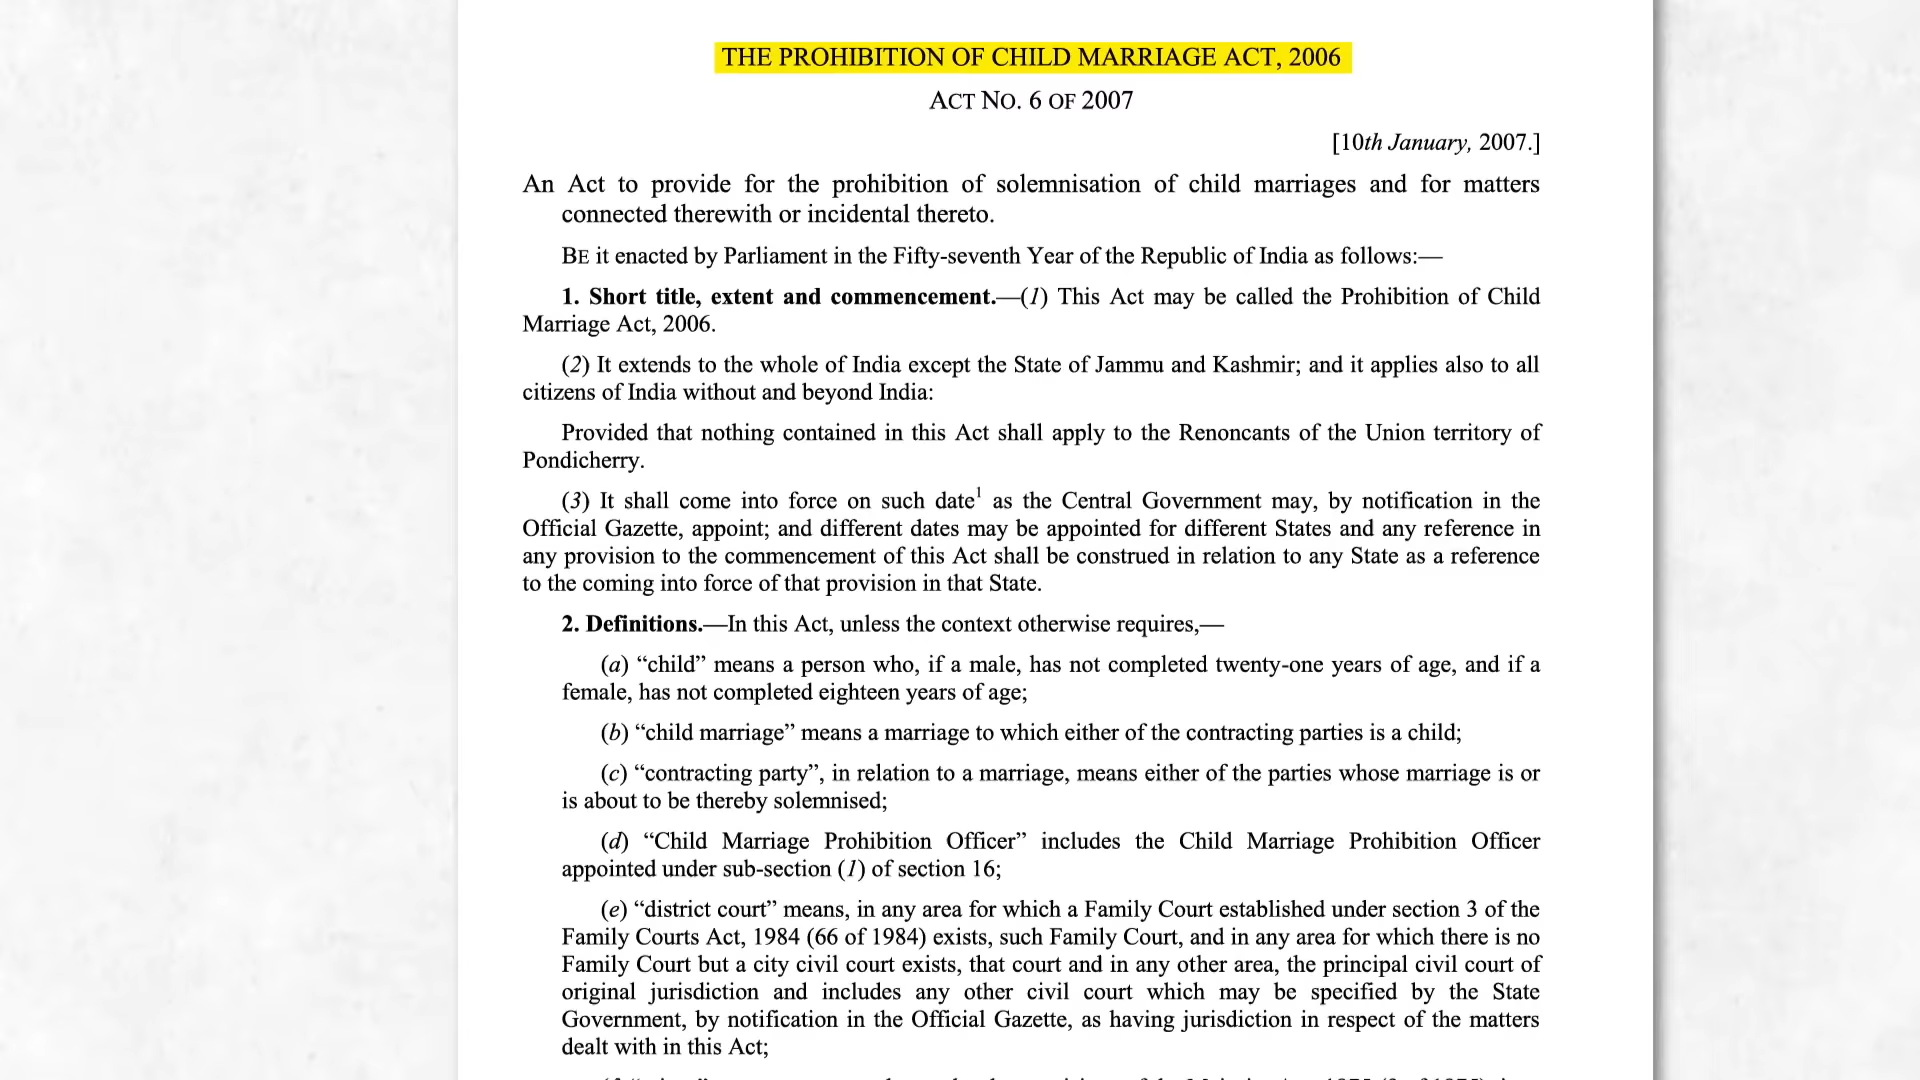 THE PROHIBITION OF CHILD MARRIAGE ACT, 2006
ACT NO. 6 OF 2007
[10th January, 2007.]
An Act to provide for the prohibition of solemnisation of child marriages and for matters
connected therewith or incidental thereto.
BE it enacted by Parliament in the Fifty-seventh Year of the Republic of India as follows:—
1. Short title, extent and commencement.—(1) This Act may be called the Prohibition of Child
Marriage Act, 2006.
(2) It extends to the whole of India except the State of Jammu and Kashmir; and it applies also to all
citizens of India without and beyond India:
Provided that nothing contained in this Act shall apply to the Renoncants of the Union territory of
Pondicherry.
(3) It shall come into force on such date1 as the Central Government may, by notification in the
Official Gazette, appoint; and different dates may be appointed for different States and any reference in
any provision to the commencement of this Act shall be construed in relation to any State as a reference
to the coming into force of that provision in that State.
2. Definitions.—In this Act, unless the context otherwise requires,—
(a) “child” means a person who, if a male, has not completed twenty-one years of age, and if a
female, has not completed eighteen years of age;
(b) “child marriage” means a marriage to which either of the contracting parties is a child;
(c) “contracting party”, in relation to a marriage, means either of the parties whose marriage is or
is about to be thereby solemnised;
(d) “Child Marriage Prohibition Officer” includes the Child Marriage Prohibition Officer
appointed under sub-section (1) of section 16;
(e) “district court” means, in any area for which a Family Court established under section 3 of the
Family Courts Act, 1984 (66 of 1984) exists, such Family Court, and in any area for which there is no
Family Court but a city civil court exists, that court and in any other area, the principal civil court of
original jurisdiction and includes any other civil court which may be specified by the State
Government, by notification in the Official Gazette, as having jurisdiction in respect of the matters
dealt with in this Act;